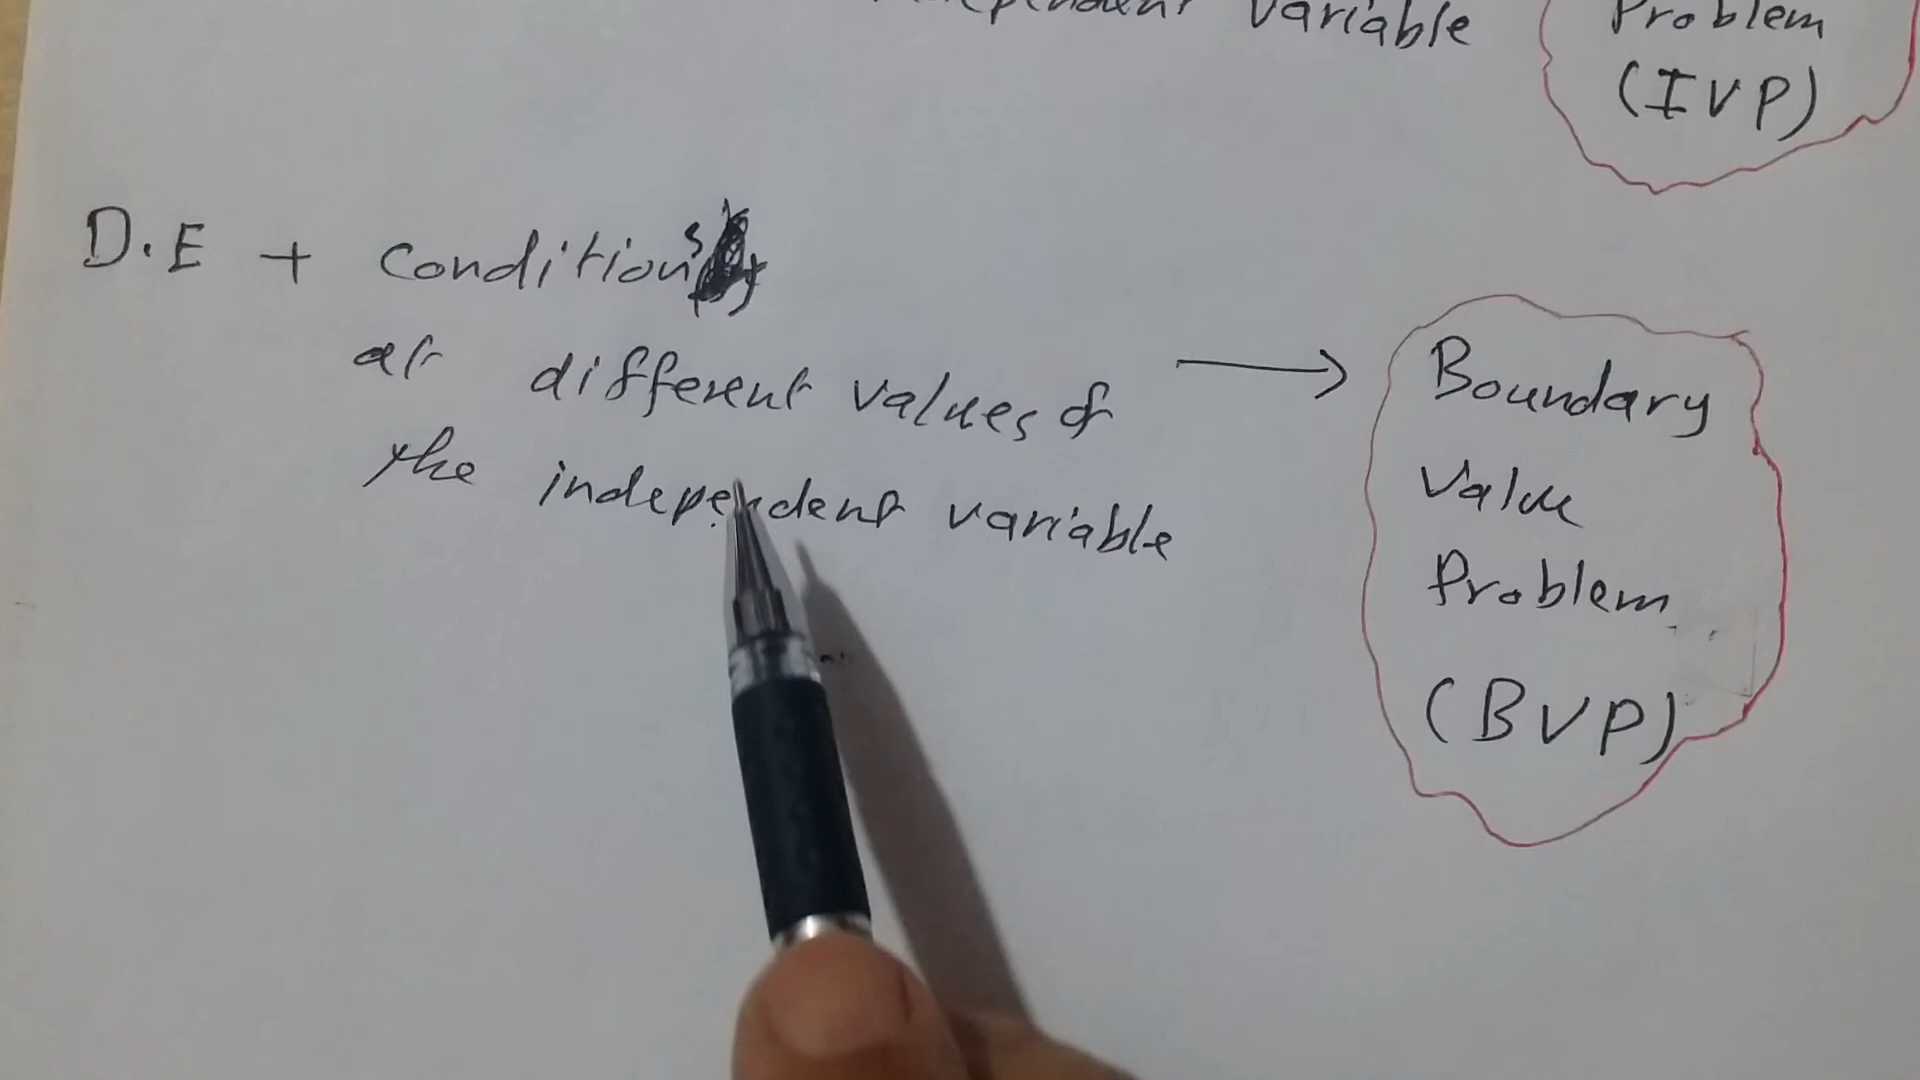 variable
Problem
(IVP)
D.E + conditions
at different values of
the independent variable
→
Boundary
Value
Problem
(BVP)